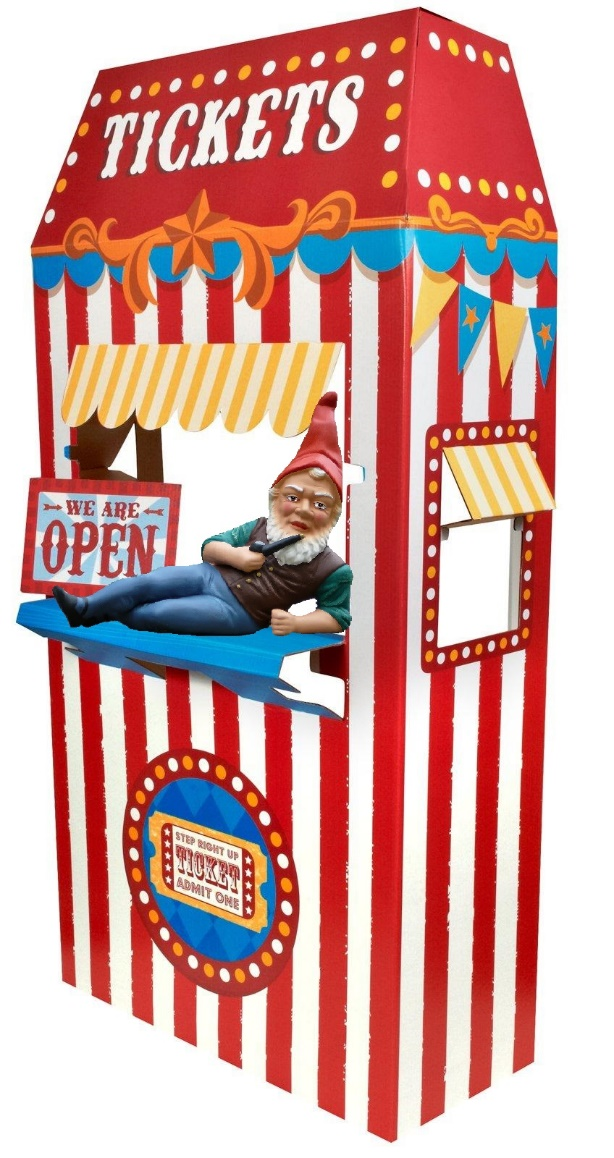 TICKETS
WE ARE
OPEN
STEP RIGHT UP
TICKET
ADMIT ONE